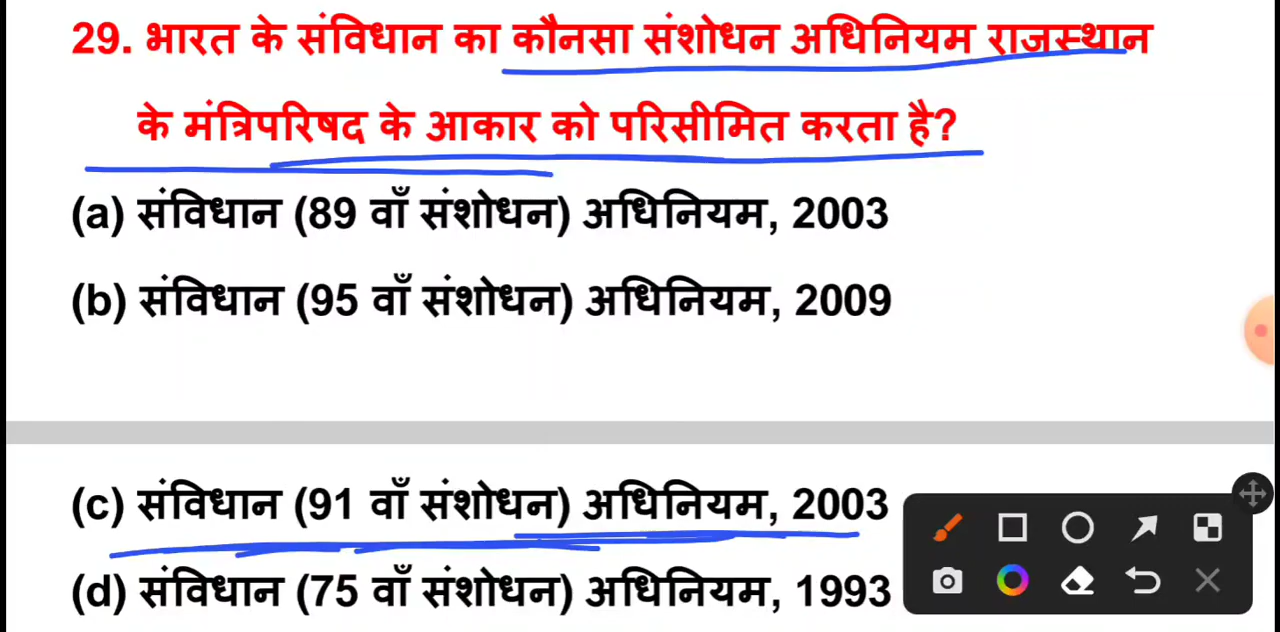 29. भारत के संविधान का कौनसा संशोधन अधिनियम राजस्थान
के मंत्रिपरिषद के आकार को परिसीमित करता है?
(a) संविधान (89 वाँ संशोधन) अधिनियम, 2003
(b) संविधान (95 वाँ संशोधन) अधिनियम, 2009
(c) संविधान (91 वाँ संशोधन) अधिनियम, 2003
(d) संविधान (75 वाँ संशोधन) अधिनियम, 1993